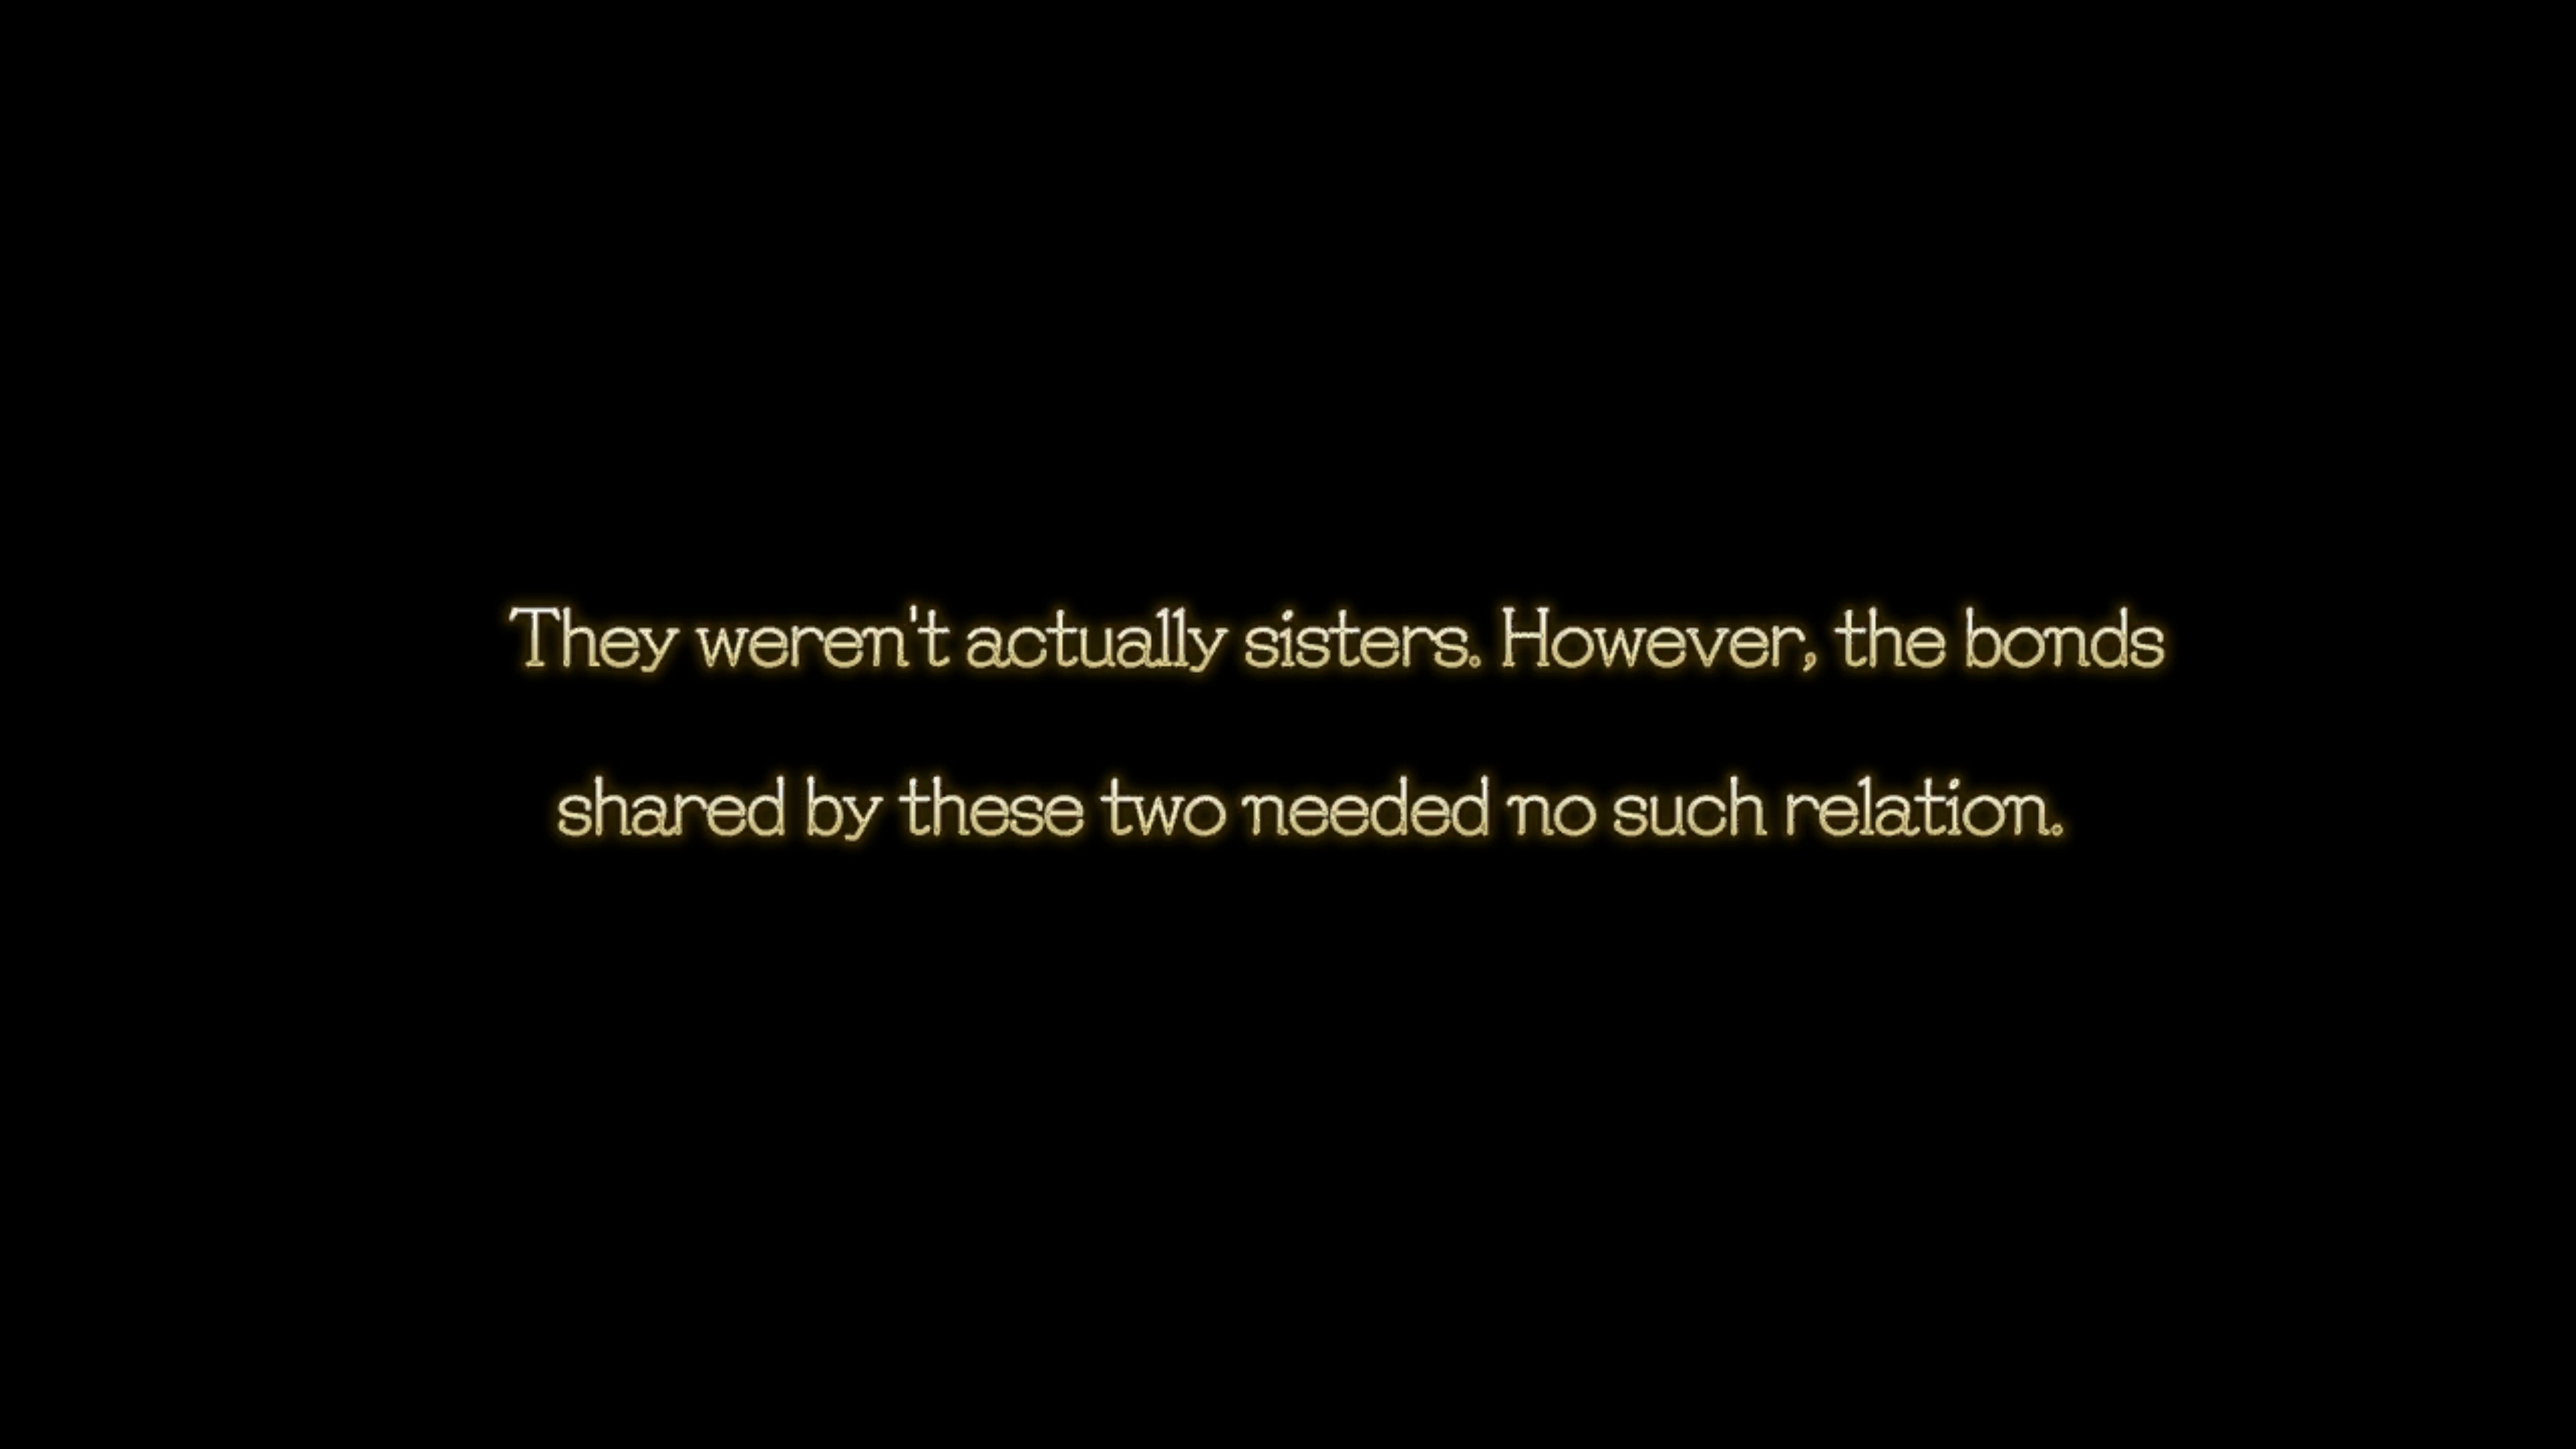 They weren't actually sisters. However, the bonds
shared by these two needed no such relation.